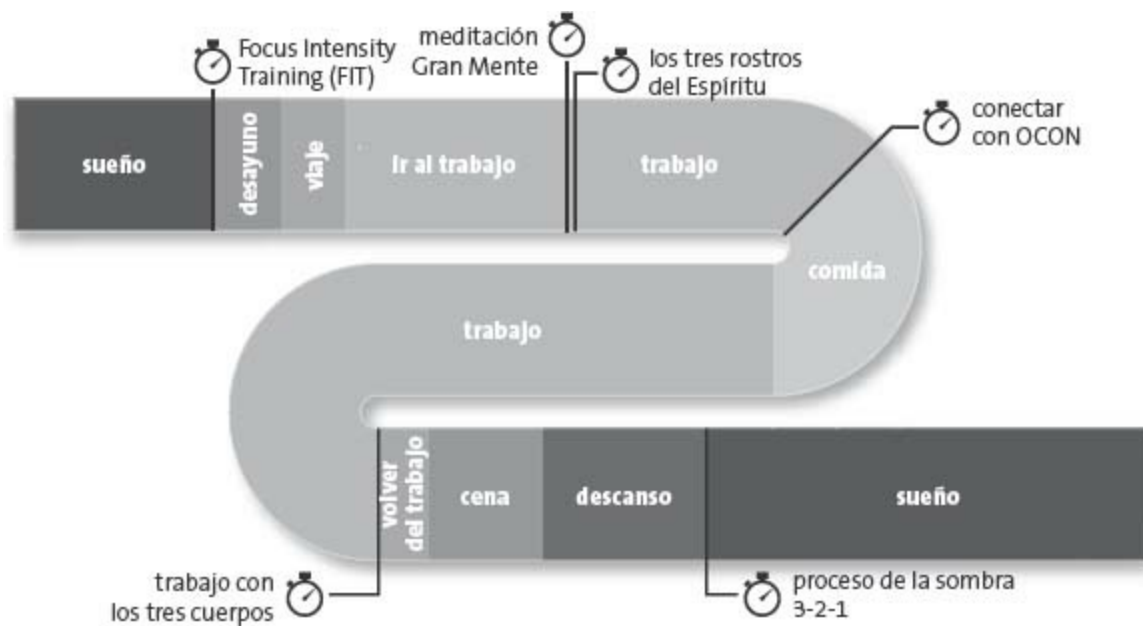 Focus Intensity
Training (FIT)
meditación
Gran Mente
los tres rostros
del Espíritu
conectar
con OCON
sueño
desayuno
viaje
Ir al trabajo
trabajo
comida
trabajo
volver
del trabajo
cena
descanso
sueño
trabajo con
los tres cuerpos
proceso de la sombra
3-2-1